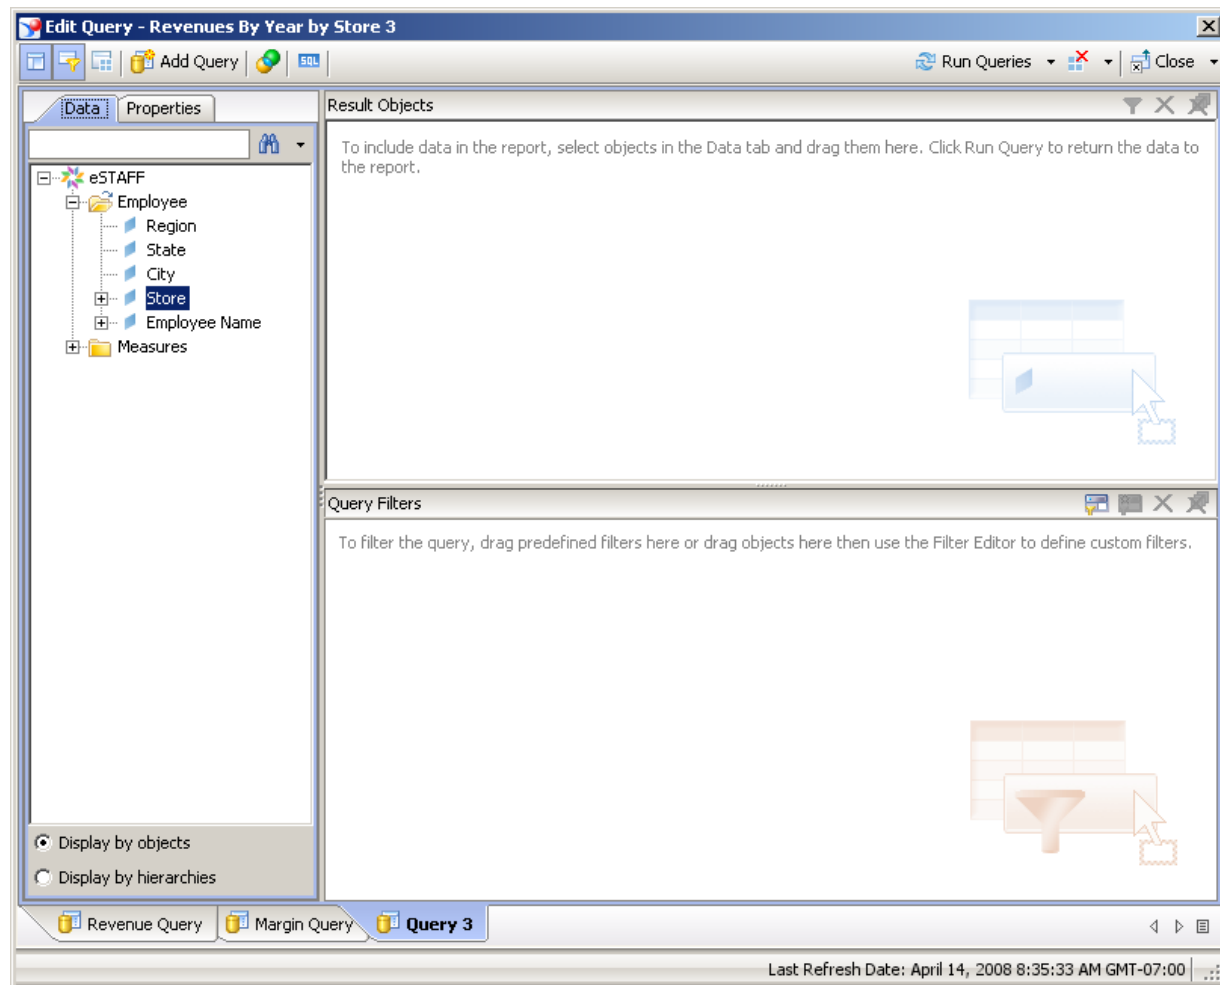 Edit Query - Revenues By Year by Store 3
Add Query
SQL
Run Queries
Close
Data
Properties
Result Objects
To include data in the report, select objects in the Data tab and drag them here. Click Run Query to return the data to
the report.
eSTAFF
Employee
Region
State
City
Store
Employee Name
Measures
Query Filters
To filter the query, drag predefined filters here or drag objects here then use the Filter Editor to define custom filters.
Display by objects
Display by hierarchies
Revenue Query
Margin Query
Query 3
Last Refresh Date: April 14, 2008 8:35:33 AM GMT-07:00